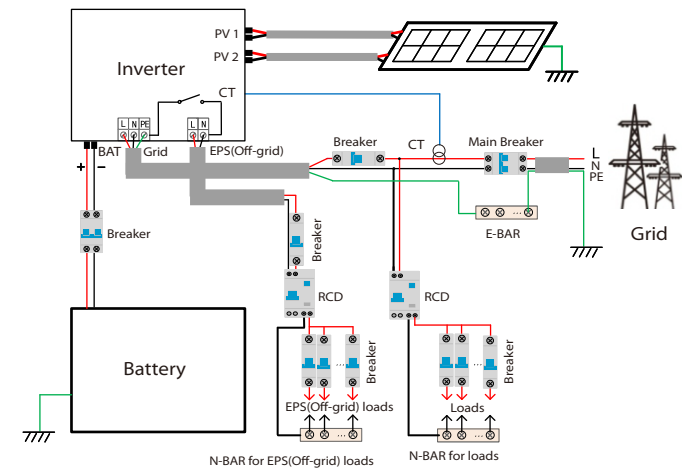 PV 1
PV 2
Inverter
CT
L N PE
L N
BAT
Grid
EPS(Off-grid)
+
−
Breaker
CT
Main Breaker
L
N
PE
E-BAR
Grid
Breaker
Breaker
RCD
RCD
Battery
Breaker
Breaker
EPS(Off-grid) loads
Loads
N-BAR for EPS(Off-grid) loads
N-BAR for loads